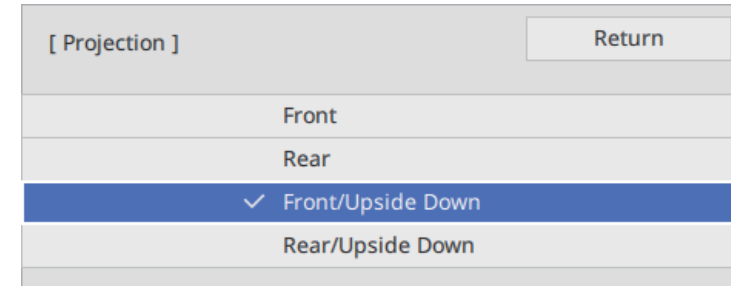 [ Projection ]
Return
Front
Rear
Front/Upside Down
Rear/Upside Down